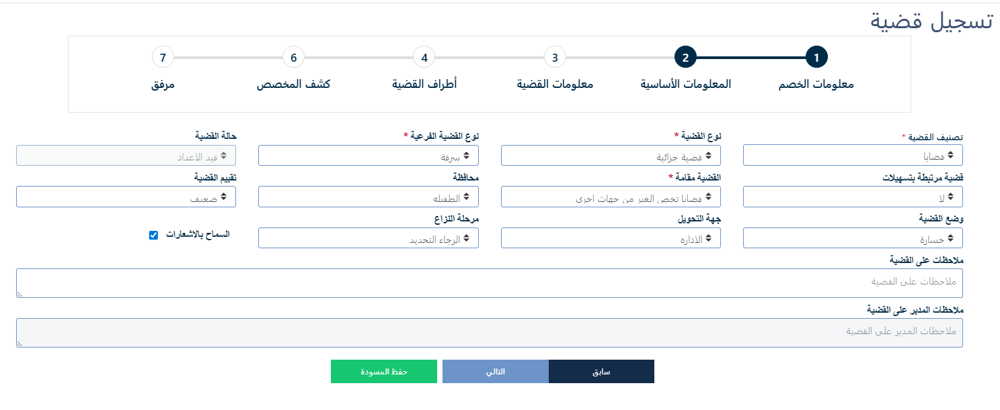 تسجيل قضية
1 2 3 4 6 7
معلومات الخصم المعلومات الأساسية معلومات القضية أطراف القضية كشف المخصص مرفق
تصنيف القضية * نوع القضية * نوع القضية الفرعية * حالة القضية
قضايا قضية جزائية سرقة قيد الاعداد
قضية مرتبطة بتسهيلات القضية مقامة * محافظة تقييم القضية
لا قضايا تخص الغير من جهات اخرى الطفيله ضعيف
وضع القضية جهة التحويل مرحلة النزاع
خسارة الاداره الرجاء التحديد السماح بالاشعارات
ملاحظات على القضية
ملاحظات على القضية
ملاحظات المدير على القضية
ملاحظات المدير على القضية
سابق التالي حفظ المسودة